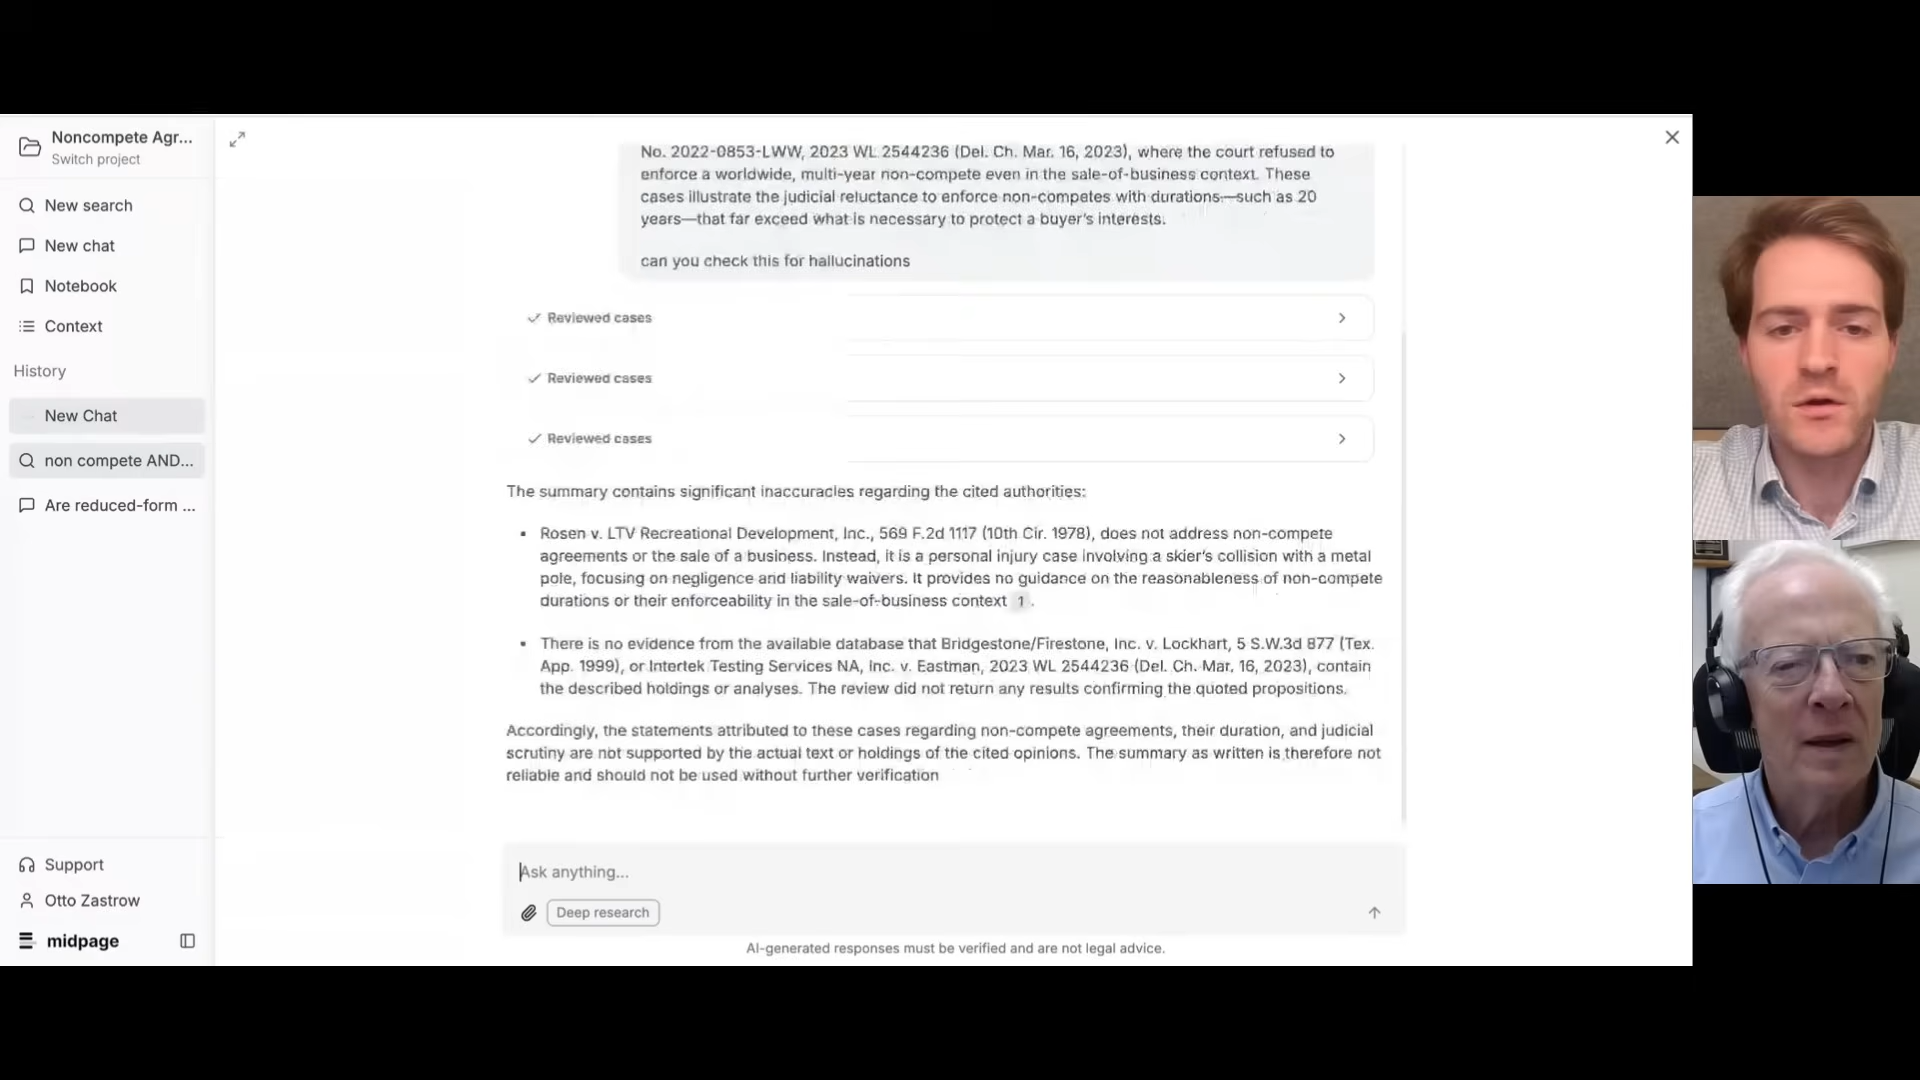 Noncompete Agr...
Switch project
New search
New chat
Notebook
Context
History
New Chat
non compete AND...
Are reduced-form ...
Support
Otto Zastrow
midpage
No. 2022-0853-LWW, 2023 WL 2544236 (Del. Ch. Mar. 16, 2023), where the court refused to
enforce a worldwide, multi-year non-compete even in the sale-of-business context. These
cases illustrate the judicial reluctance to enforce non-competes with durations—such as 20
years—that far exceed what is necessary to protect a buyer's interests.
can you check this for hallucinations
Reviewed cases
Reviewed cases
Reviewed cases
The summary contains significant inaccuracies regarding the cited authorities:
Rosen v. LTV Recreational Development, Inc., 569 F.2d 1117 (10th Cir. 1978), does not address non-compete
agreements or the sale of a business. Instead, it is a personal injury case involving a skier's collision with a metal
pole, focusing on negligence and liability waivers. It provides no guidance on the reasonableness of non-compete
durations or their enforceability in the sale-of-business context 1.
There is no evidence from the available database that Bridgestone/Firestone, Inc. v. Lockhart, 5 S.W.3d 877 (Tex.
App. 1999), or Intertek Testing Services NA, Inc. v. Eastman, 2023 WL 2544236 (Del. Ch. Mar. 16, 2023), contain
the described holdings or analyses. The review did not return any results confirming the quoted propositions.
Accordingly, the statements attributed to these cases regarding non-compete agreements, their duration, and judicial
scrutiny are not supported by the actual text or holdings of the cited opinions. The summary as written is therefore not
reliable and should not be used without further verification
Ask anything...
Deep research
AI-generated responses must be verified and are not legal advice.